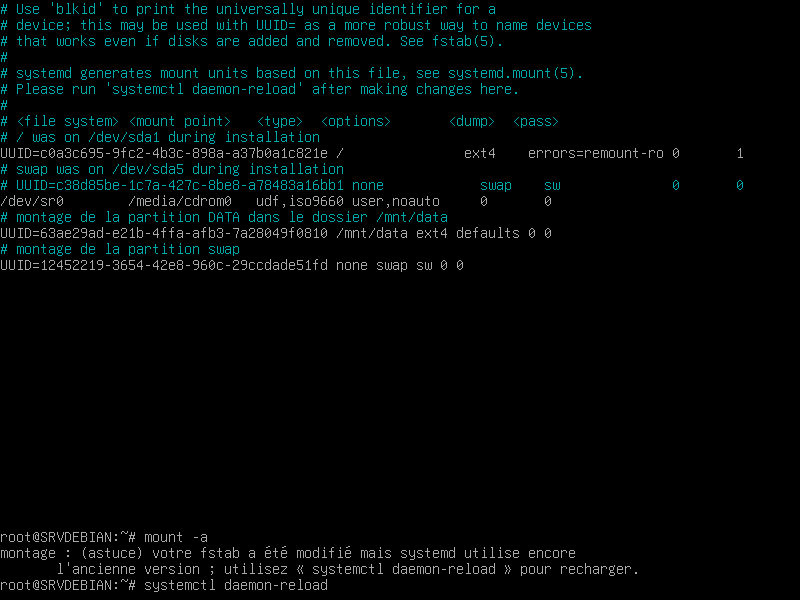 # Use 'blkid' to print the universally unique identifier for a
# device; this may be used with UUID= as a more robust way to name devices
# that works even if disks are added and removed. See fstab(5).
#
# systemd generates mount units based on this file, see systemd.mount(5).
# Please run 'systemctl daemon-reload' after making changes here.
#
# <file system> <mount point>   <type>  <options>       <dump>  <pass>
# / was on /dev/sda1 during installation
UUID=c0a3c695-9fc2-4b3c-898a-a37b0a1c821e /               ext4    errors=remount-ro 0       1
# swap was on /dev/sda5 during installation
# UUID=c38d85be-1c7a-427c-8be8-a78483a16bb1 none            swap    sw              0       0
/dev/sr0        /media/cdrom0   udf,iso9660 user,noauto     0       0
# montage de la partition DATA dans le dossier /mnt/data
UUID=63ae29ad-e21b-4ffa-afb3-7a28049f0810 /mnt/data ext4 defaults 0 0
# montage de la partition swap
UUID=12452219-3654-42e8-960c-29ccdade51fd none swap sw 0 0
root@SRVDEBIAN:~# mount -a
montage : (astuce) votre fstab a été modifié mais systemd utilise encore
l'ancienne version ; utilisez « systemctl daemon-reload » pour recharger.
root@SRVDEBIAN:~# systemctl daemon-reload